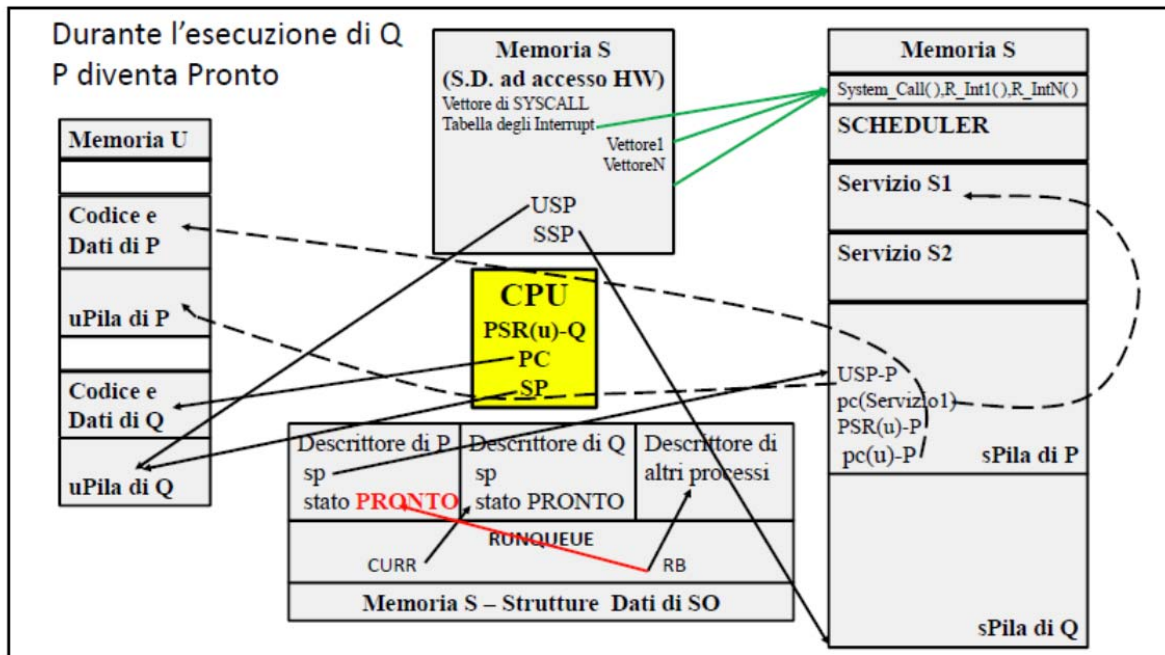 Durante l'esecuzione di Q
P diventa Pronto
Memoria U
Codice e
Dati di P
uPila di P
Codice e
Dati di Q
uPila di Q
Memoria S
(S.D. ad accesso HW)
Vettore di SYSCALL
Tabella degli Interrupt
Vettore1
VettoreN
USP
SSP
CPU
PSR(u)-Q
PC
SP
Descrittore di P
sp
stato PRONTO
Descrittore di Q
sp
stato PRONTO
Descrittore di
altri processi
RUNQUEUE
CURR
RB
Memoria S – Strutture Dati di SO
Memoria S
System_Call( ),R_Int1( ),R_IntN( )
SCHEDULER
Servizio S1
Servizio S2
USP-P
pc(Servizio1)
PSR(u)-P
pc(u)-P
sPila di P
sPila di Q